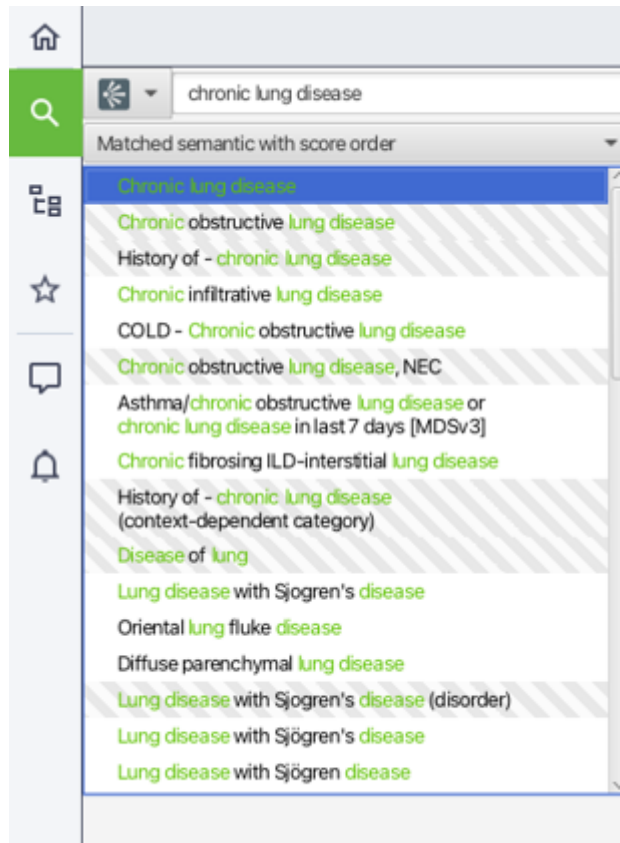 chronic lung disease
Matched semantic with score order
Chronic lung disease
Chronic obstructive lung disease
History of - chronic lung disease
Chronic infiltrative lung disease
COLD - Chronic obstructive lung disease
Chronic obstructive lung disease, NEC
Asthma/chronic obstructive lung disease or
chronic lung disease in last 7 days [MDSv3]
Chronic fibrosing ILD-interstitial lung disease
History of - chronic lung disease
(context-dependent category)
Disease of lung
Lung disease with Sjogren's disease
Oriental lung fluke disease
Diffuse parenchymal lung disease
Lung disease with Sjogren's disease (disorder)
Lung disease with Sjögren's disease
Lung disease with Sjögren disease